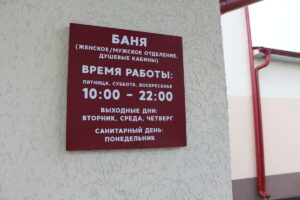 БАНЯ
(ЖЕНСКОЕ/МУЖСКОЕ ОТДЕЛЕНИЕ,
ДУШЕВЫЕ КАБИНЫ)
ВРЕМЯ РАБОТЫ:
ПЯТНИЦА, СУББОТА, ВОСКРЕСЕНЬЕ
10:00 - 22:00
ВЫХОДНЫЕ ДНИ:
ВТОРНИК, СРЕДА, ЧЕТВЕРГ
САНИТАРНЫЙ ДЕНЬ:
ПОНЕДЕЛЬНИК